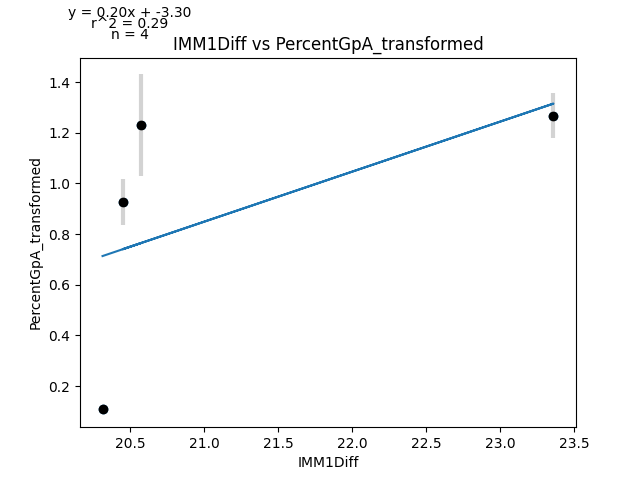 y = 0.20x + -3.30
r^2 = 0.29
n = 4
IMM1Diff vs PercentGpA_transformed
PercentGpA_transformed
1.4
1.2
1.0
0.8
0.6
0.4
0.2
20.5 21.0 21.5 22.0 22.5 23.0 23.5
IMM1Diff